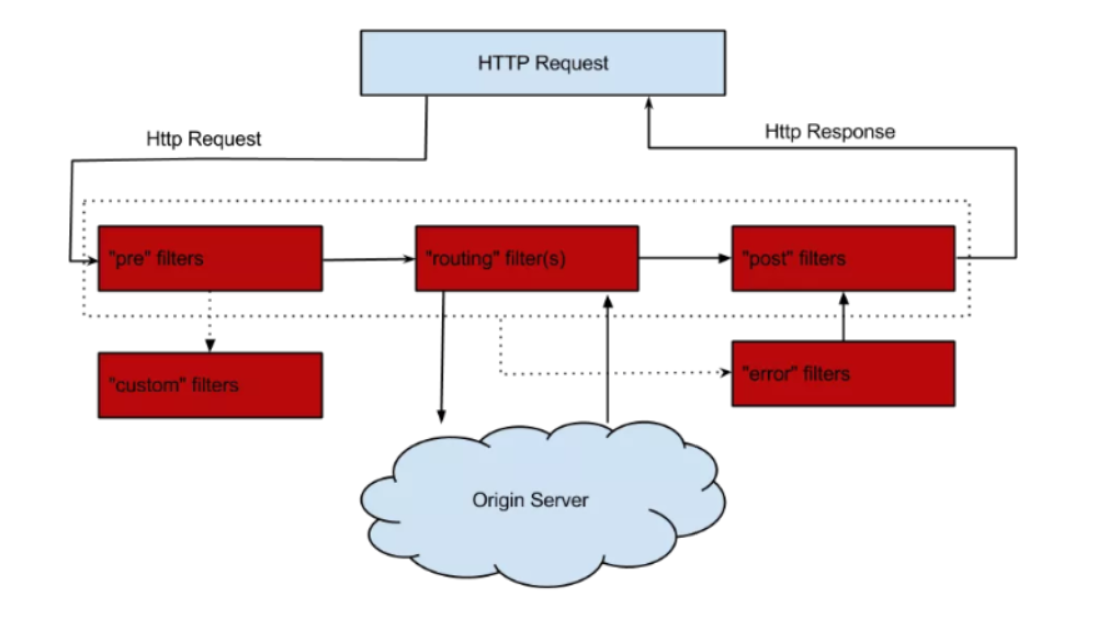 HTTP Request
Http Request
Http Response
"pre" filters
"routing" filter(s)
"post" filters
"custom" filters
"error" filters
Origin Server